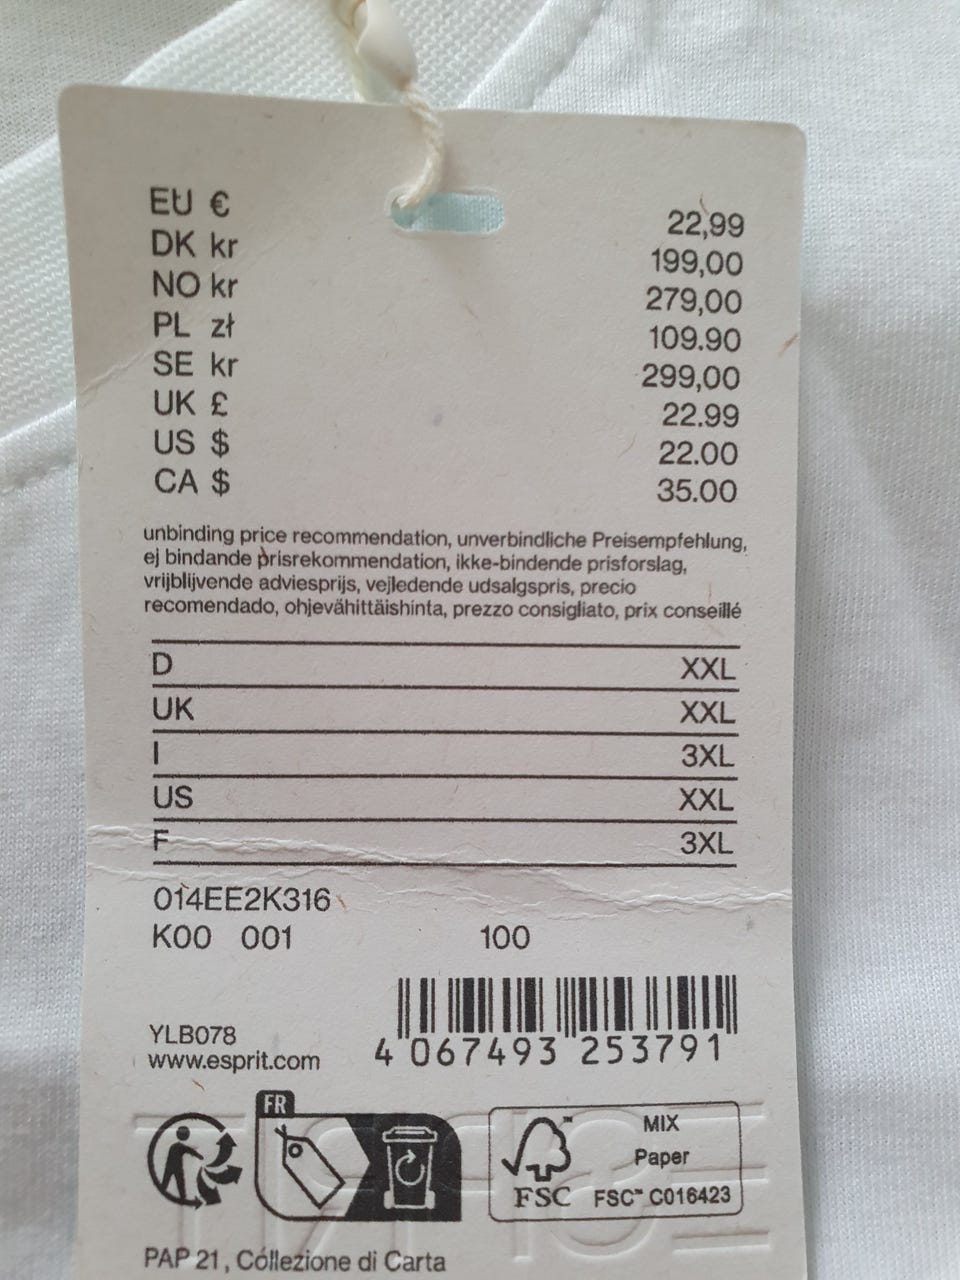 EU € 22,99
DK kr 199,00
NO kr 279,00
PL zł 109.90
SE kr 299,00
UK £ 22.99
US $ 22.00
CA $ 35.00
unbinding price recommendation, unverbindliche Preisempfehlung,
ej bindande prisrekommendation, ikke-bindende prisforslag,
vrijblijvende adviesprijs, vejledende udsalgspris, precio
recomendado, ohjevähittäishinta, prezzo consigliato, prix conseillé
D XXL
UK XXL
I 3XL
US XXL
F 3XL
014EE2K316
K00 001 100
YLB078
www.esprit.com
4 067493 253791
FR
MIX
Paper
FSC™ C016423
FSC™
PAP 21, Collezione di Carta